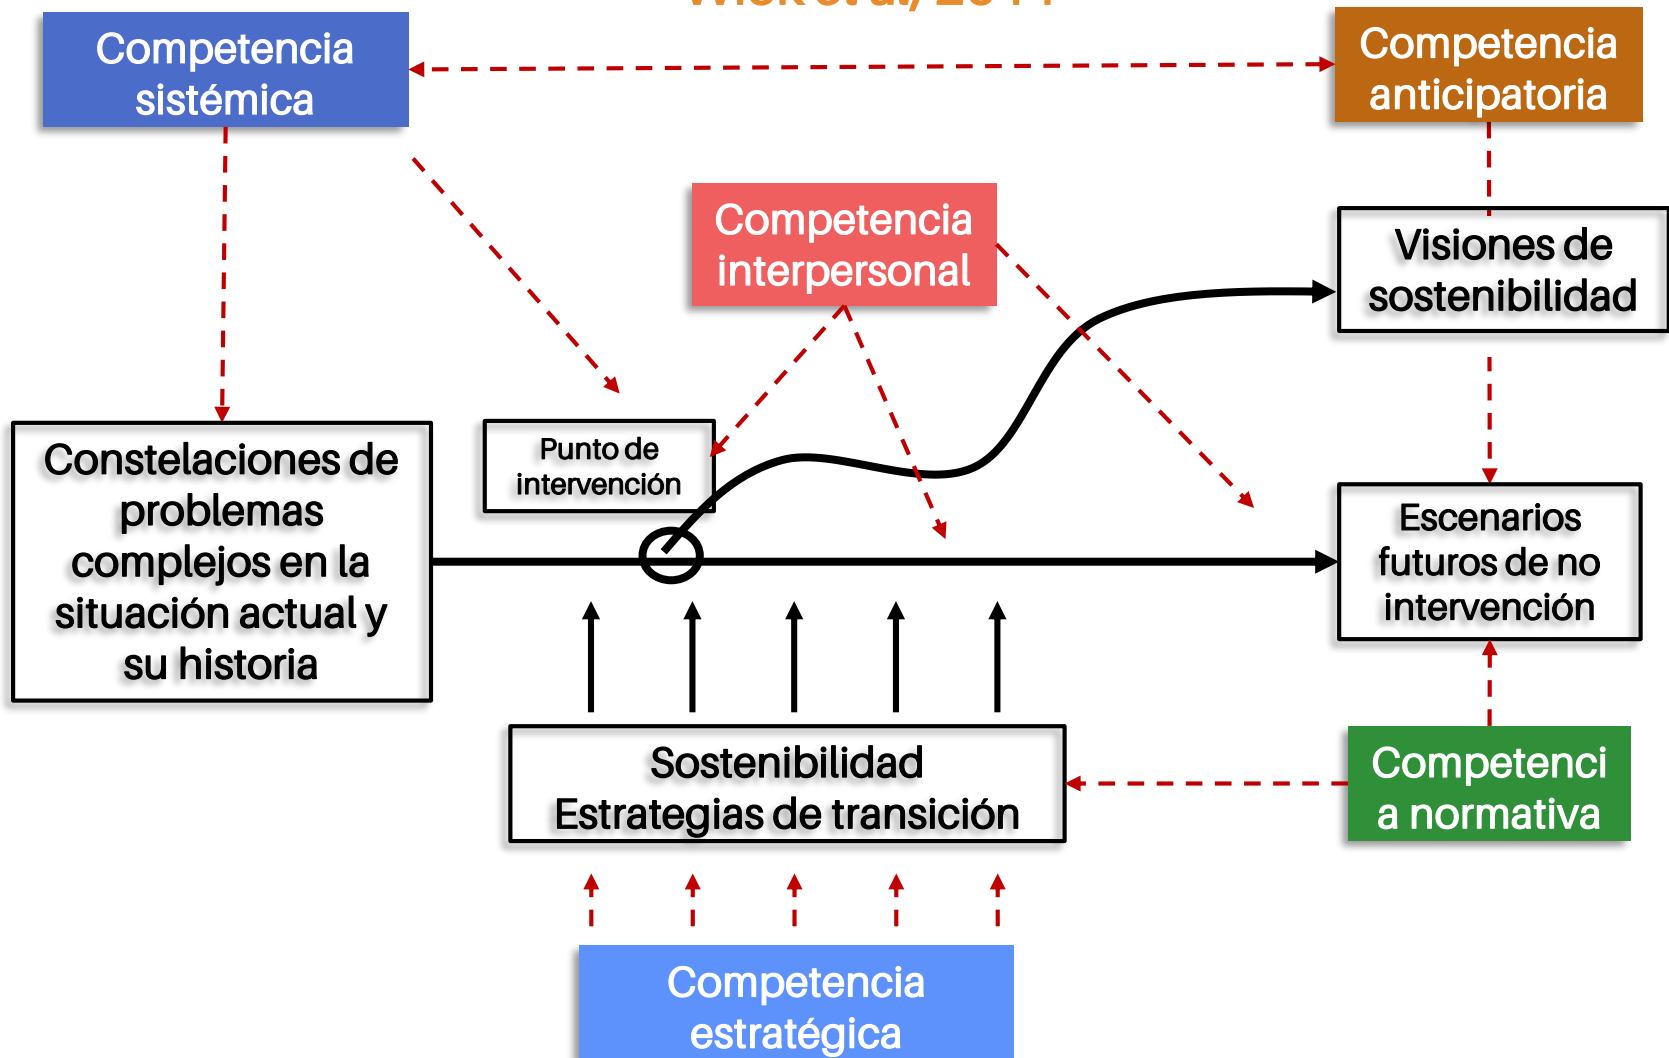 Competencia
sistémica
Competencia
anticipatoria
Competencia
interpersonal
Visiones de
sostenibilidad
Constelaciones de
problemas
complejos en la
situación actual y
su historia
Punto de
intervención
Escenarios
futuros de no
intervención
Sostenibilidad
Estrategias de transición
Competenci
a normativa
Competencia
estratégica